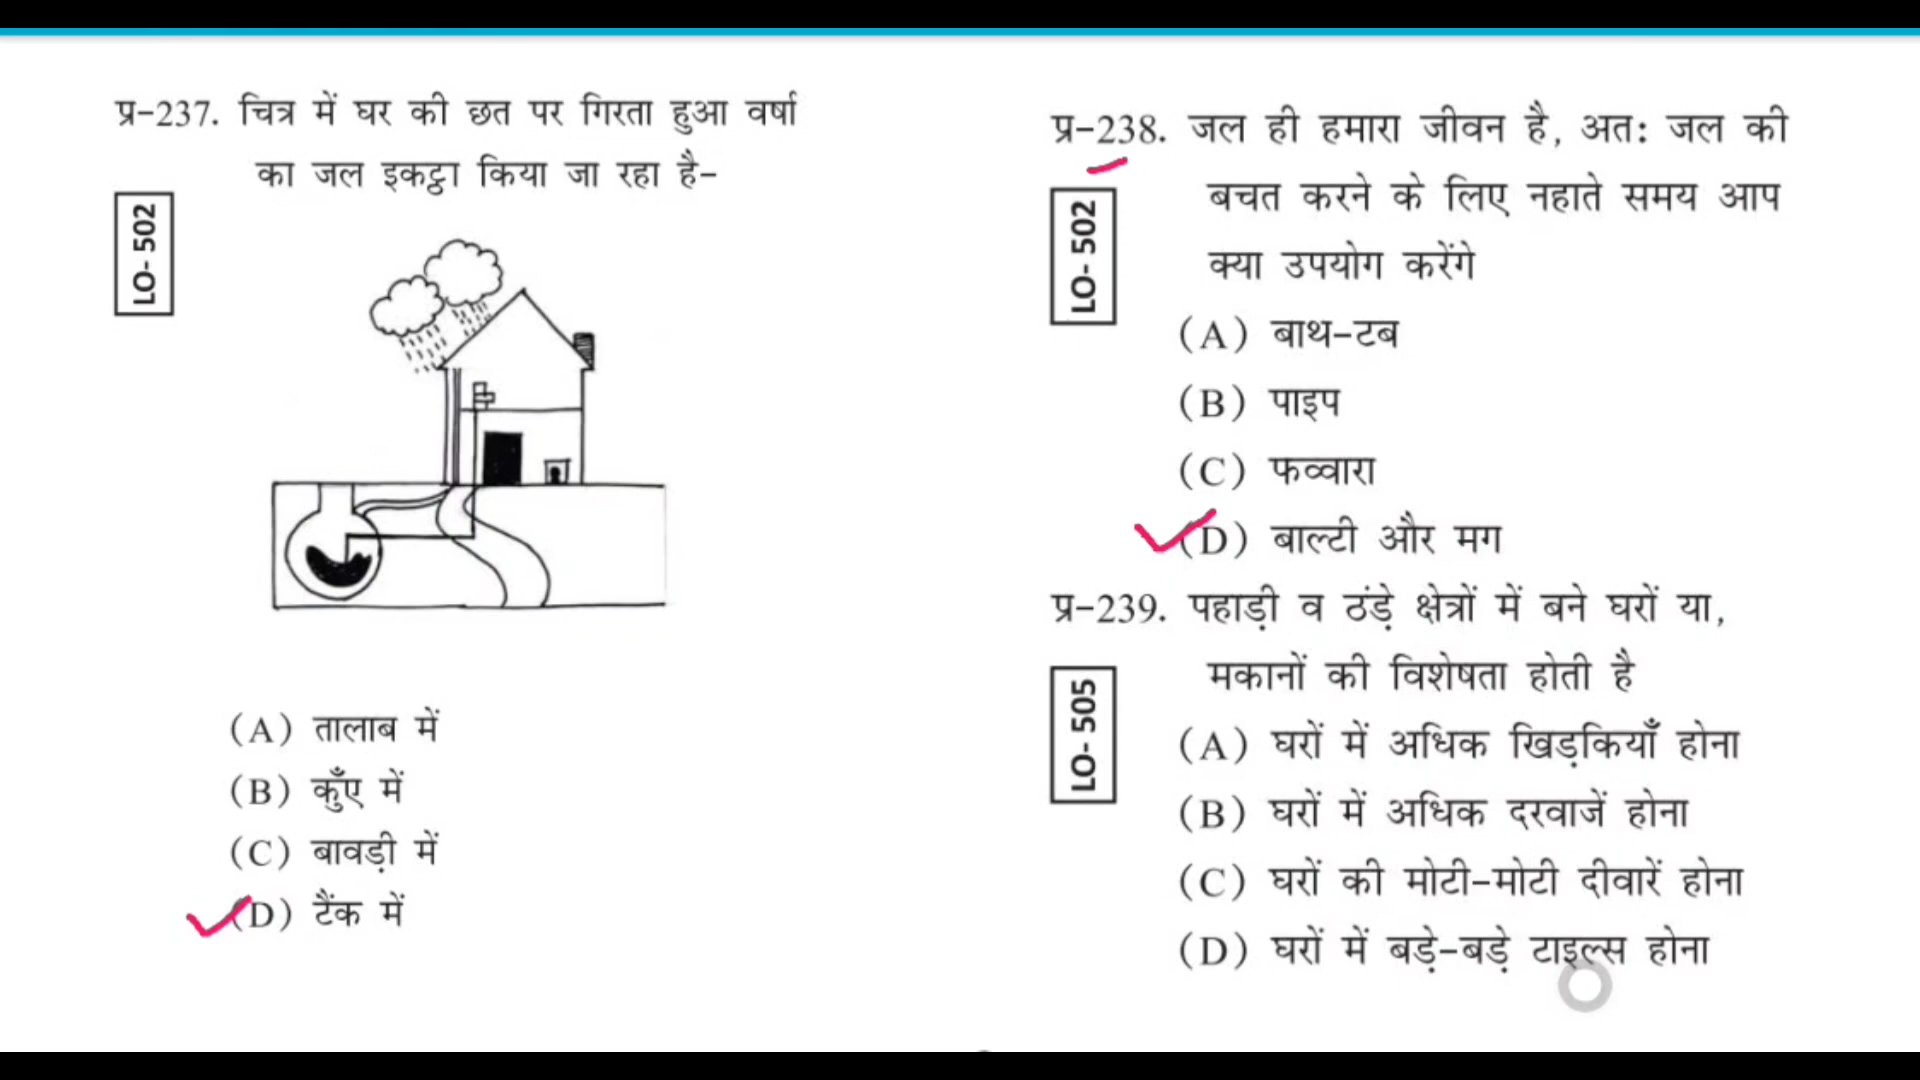 प्र-237. चित्र में घर की छत पर गिरता हुआ वर्षा
का जल इकट्ठा किया जा रहा है-
LO- 502
(A) तालाब में
(B) कुँए में
(C) बावड़ी में
(D) टैंक में
प्र-238. जल ही हमारा जीवन है, अतः जल की
बचत करने के लिए नहाते समय आप
क्या उपयोग करेंगे
LO- 502
(A) बाथ-टब
(B) पाइप
(C) फव्वारा
(D) बाल्टी और मग
प्र-239. पहाड़ी व ठंड़े क्षेत्रों में बने घरों या,
मकानों की विशेषता होती है
LO- 505
(A) घरों में अधिक खिड़कियाँ होना
(B) घरों में अधिक दरवाजें होना
(C) घरों की मोटी-मोटी दीवारें होना
(D) घरों में बड़े-बड़े टाइल्स होना